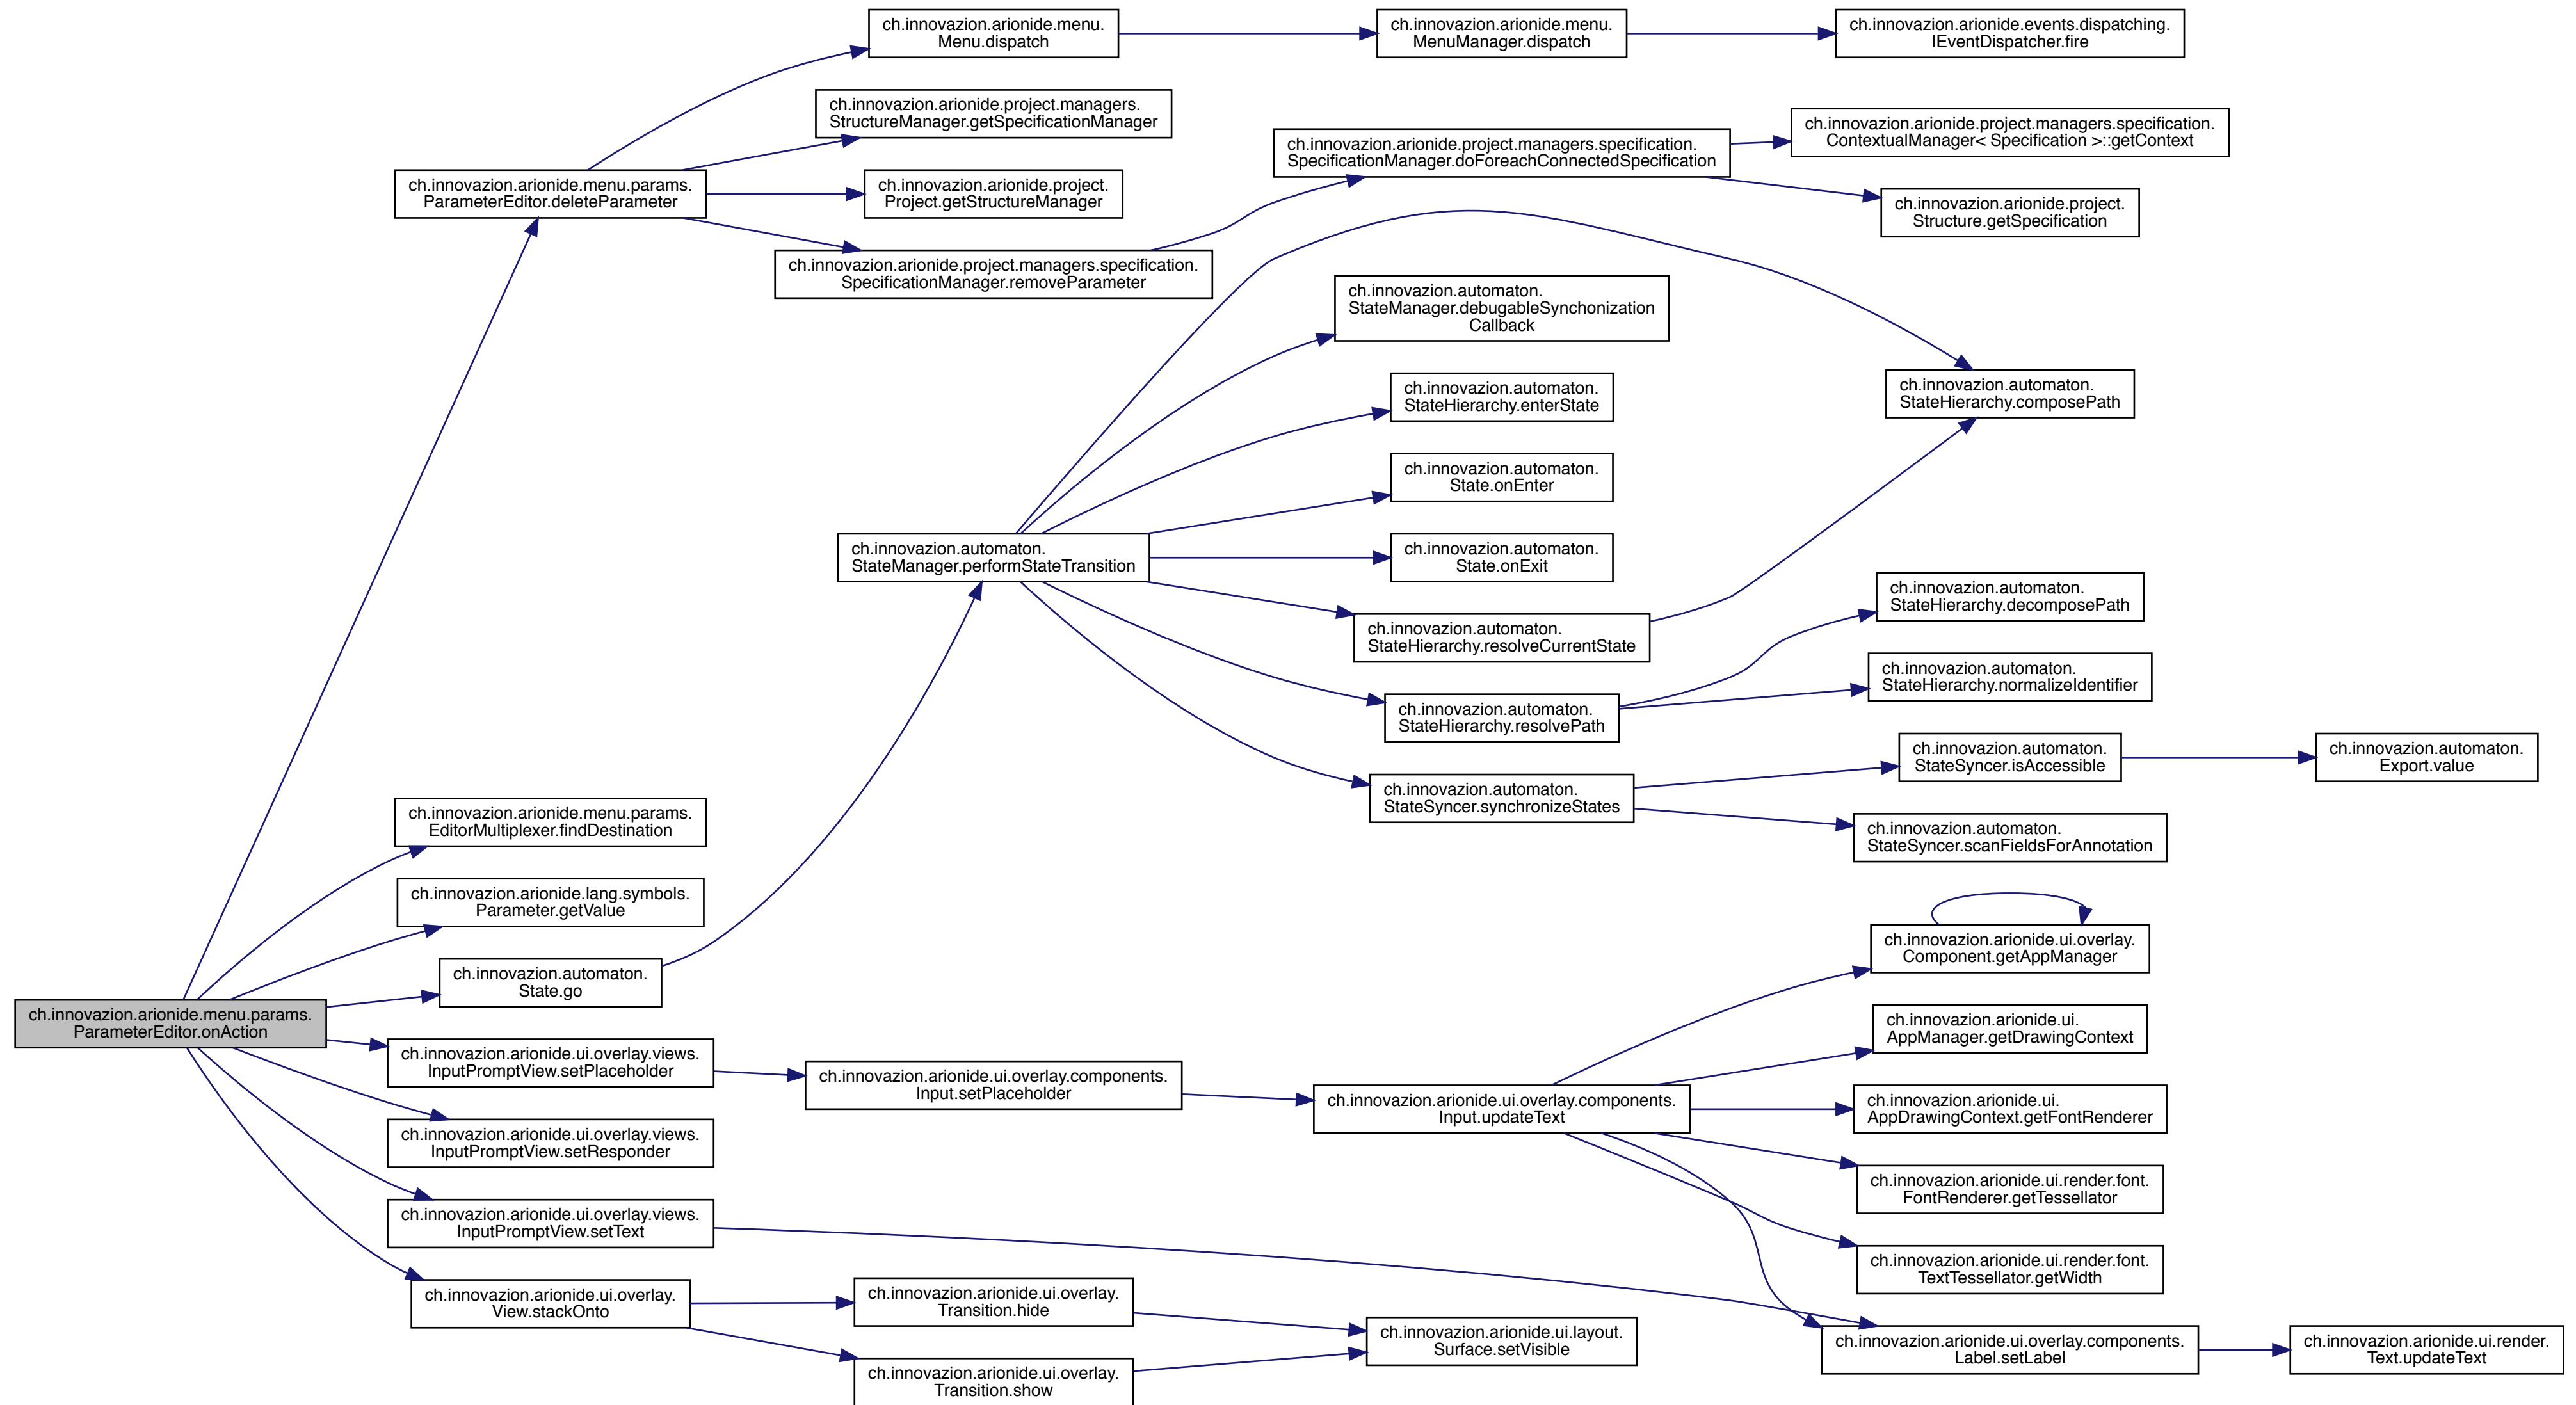 ch.innovazion.arionide.menu.
Menu.dispatch
ch.innovazion.arionide.menu.
MenuManager.dispatch
ch.innovazion.arionide.events.dispatching.
IEventDispatcher.fire
ch.innovazion.arionide.project.managers.
StructureManager.getSpecificationManager
ch.innovazion.arionide.project.managers.specification.
ContextualManager< Specification >::getContext
ch.innovazion.arionide.project.managers.specification.
SpecificationManager.doForeachConnectedSpecification
ch.innovazion.arionide.menu.params.
ParameterEditor.deleteParameter
ch.innovazion.arionide.project.
Project.getStructureManager
ch.innovazion.arionide.project.
Structure.getSpecification
ch.innovazion.arionide.project.managers.specification.
SpecificationManager.removeParameter
ch.innovazion.automaton.
StateManager.debugableSynchonization
Callback
ch.innovazion.automaton.
StateHierarchy.enterState
ch.innovazion.automaton.
StateHierarchy.composePath
ch.innovazion.automaton.
State.onEnter
ch.innovazion.automaton.
StateManager.performStateTransition
ch.innovazion.automaton.
State.onExit
ch.innovazion.automaton.
StateHierarchy.decomposePath
ch.innovazion.automaton.
StateHierarchy.resolveCurrentState
ch.innovazion.automaton.
StateHierarchy.normalizeIdentifier
ch.innovazion.automaton.
StateHierarchy.resolvePath
ch.innovazion.automaton.
StateSyncer.isAccessible
ch.innovazion.automaton.
Export.value
ch.innovazion.automaton.
StateSyncer.synchronizeStates
ch.innovazion.arionide.menu.params.
EditorMultiplexer.findDestination
ch.innovazion.automaton.
StateSyncer.scanFieldsForAnnotation
ch.innovazion.arionide.lang.symbols.
Parameter.getValue
ch.innovazion.arionide.ui.overlay.
Component.getAppManager
ch.innovazion.automaton.
State.go
ch.innovazion.arionide.menu.params.
ParameterEditor.onAction
ch.innovazion.arionide.ui.
AppManager.getDrawingContext
ch.innovazion.arionide.ui.overlay.views.
InputPromptView.setPlaceholder
ch.innovazion.arionide.ui.overlay.components.
Input.setPlaceholder
ch.innovazion.arionide.ui.overlay.components.
Input.updateText
ch.innovazion.arionide.ui.
AppDrawingContext.getFontRenderer
ch.innovazion.arionide.ui.overlay.views.
InputPromptView.setResponder
ch.innovazion.arionide.ui.render.font.
FontRenderer.getTessellator
ch.innovazion.arionide.ui.overlay.views.
InputPromptView.setText
ch.innovazion.arionide.ui.render.font.
TextTessellator.getWidth
ch.innovazion.arionide.ui.overlay.
View.stackOnto
ch.innovazion.arionide.ui.overlay.
Transition.hide
ch.innovazion.arionide.ui.layout.
Surface.setVisible
ch.innovazion.arionide.ui.overlay.components.
Label.setLabel
ch.innovazion.arionide.ui.render.
Text.updateText
ch.innovazion.arionide.ui.overlay.
Transition.show